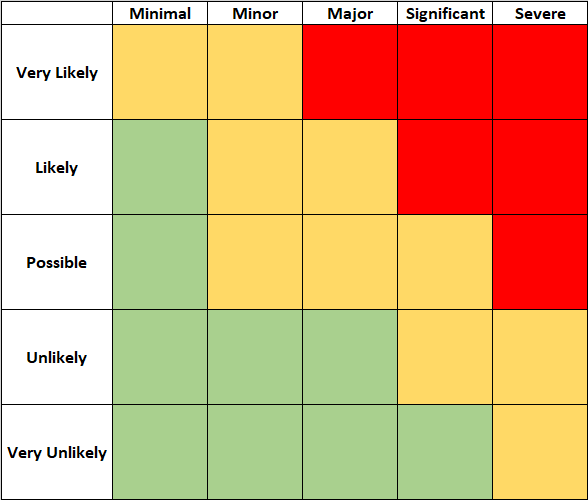 Minimal Minor Major Significant Severe
Very Likely
Likely
Possible
Unlikely
Very Unlikely